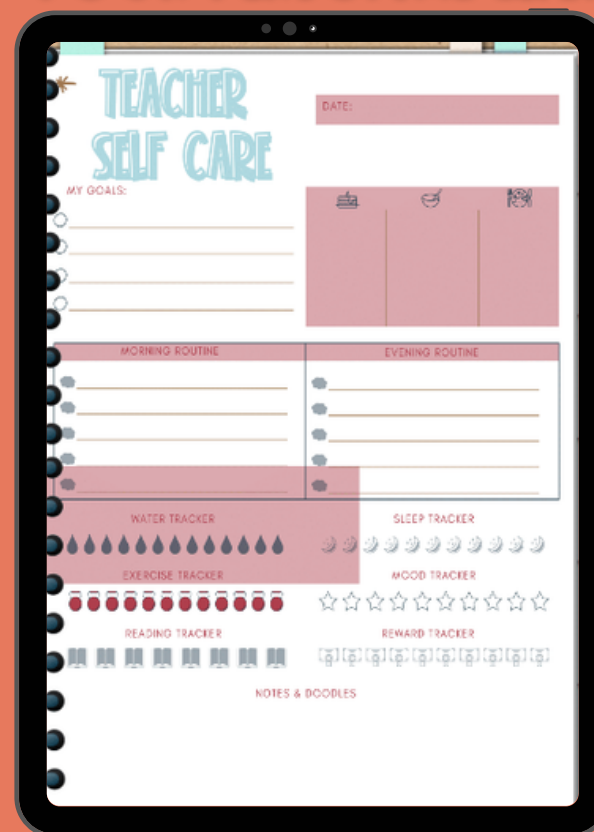 TEACHER
SELF CARE
DATE:
MY GOALS:
MORNING ROUTINE
EVENING ROUTINE
WATER TRACKER
SLEEP TRACKER
EXERCISE TRACKER
MOOD TRACKER
READING TRACKER
REWARD TRACKER
NOTES & DOODLES